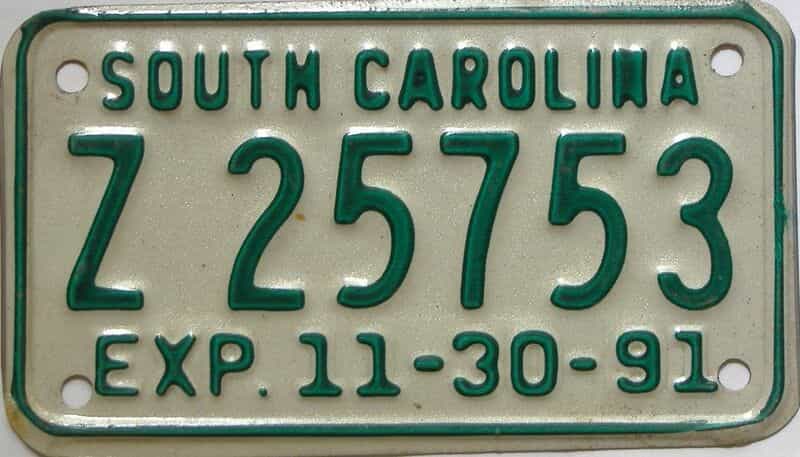 SOUTH CAROLINA
Z 25753
EXP. 11-30-91